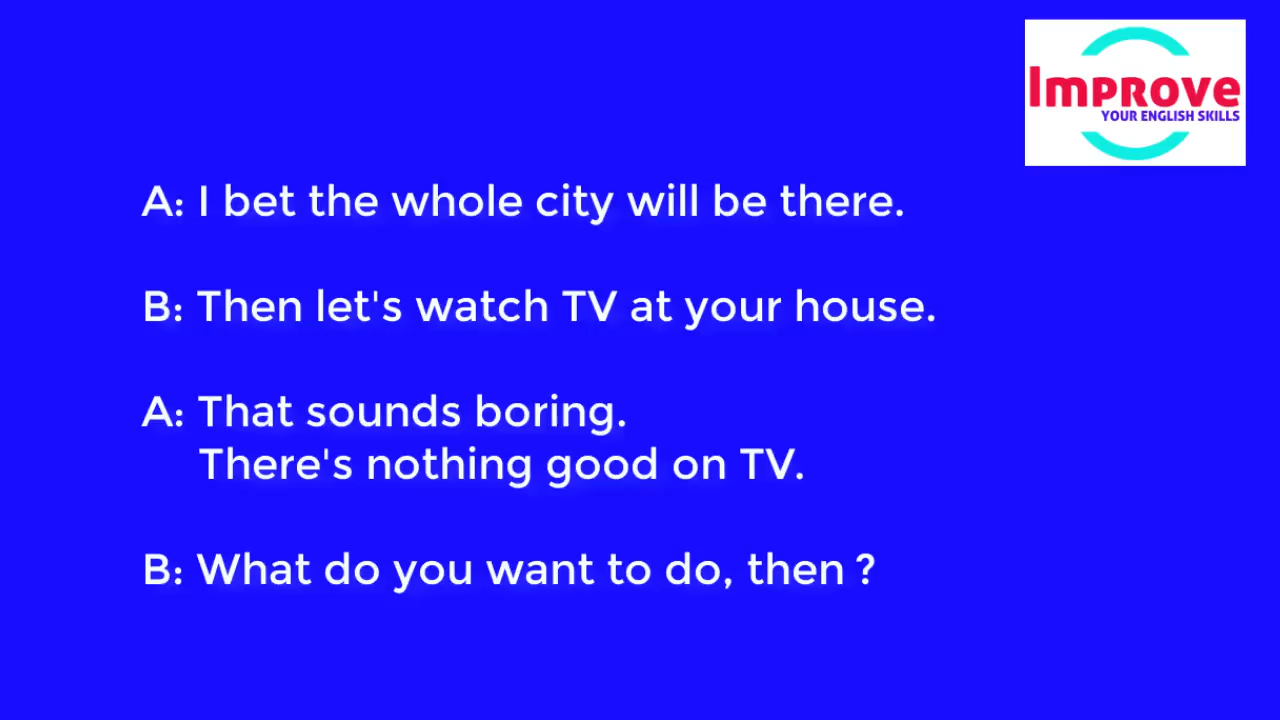 Improve
YOUR ENGLISH SKILLS
A: I bet the whole city will be there.
B: Then let's watch TV at your house.
A: That sounds boring.
There's nothing good on TV.
B: What do you want to do, then ?